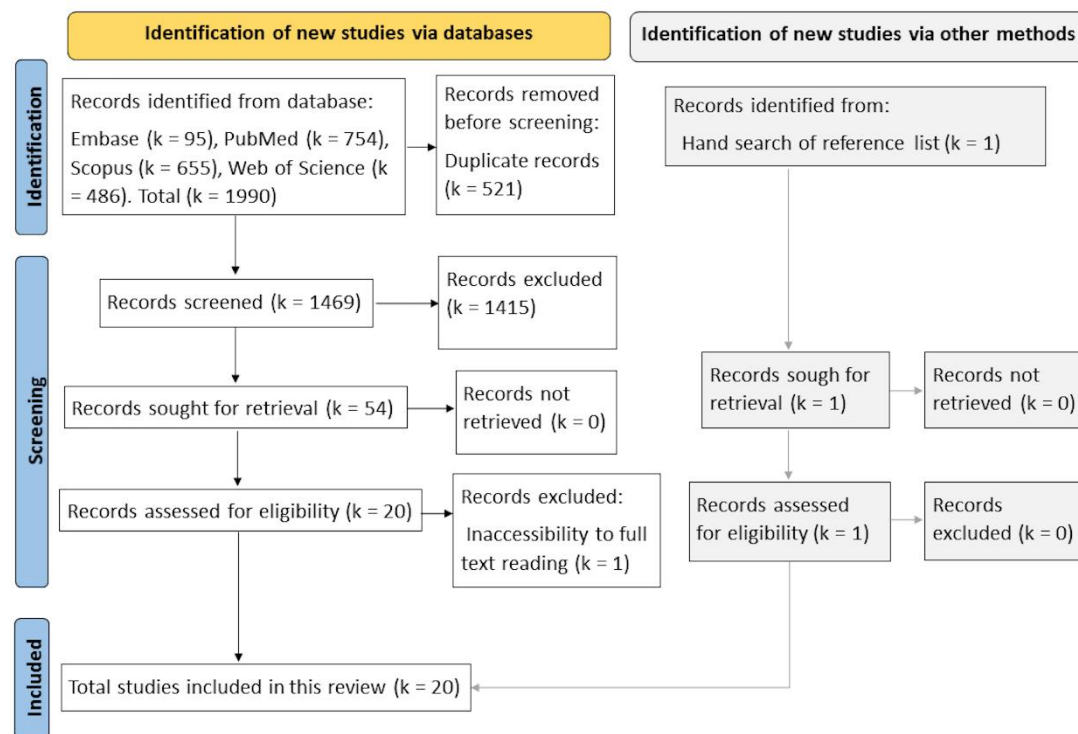 Identification of new studies via databases
Identification of new studies via other methods
Identification
Records identified from database:
Embase (k = 95), PubMed (k = 754),
Scopus (k = 655), Web of Science (k
= 486). Total (k = 1990)
Records removed
before screening:
Duplicate records
(k = 521)
Records identified from:
Hand search of reference list (k = 1)
Screening
Records screened (k = 1469)
Records excluded
(k = 1415)
Records sought for retrieval (k = 54)
Records not
retrieved (k = 0)
Records sough for
retrieval (k = 1)
Records not
retrieved (k = 0)
Records assessed for eligibility (k = 20)
Records excluded:
Inaccessibility to full
text reading (k = 1)
Records assessed
for eligibility (k = 1)
Records
excluded (k = 0)
Included
Total studies included in this review (k = 20)